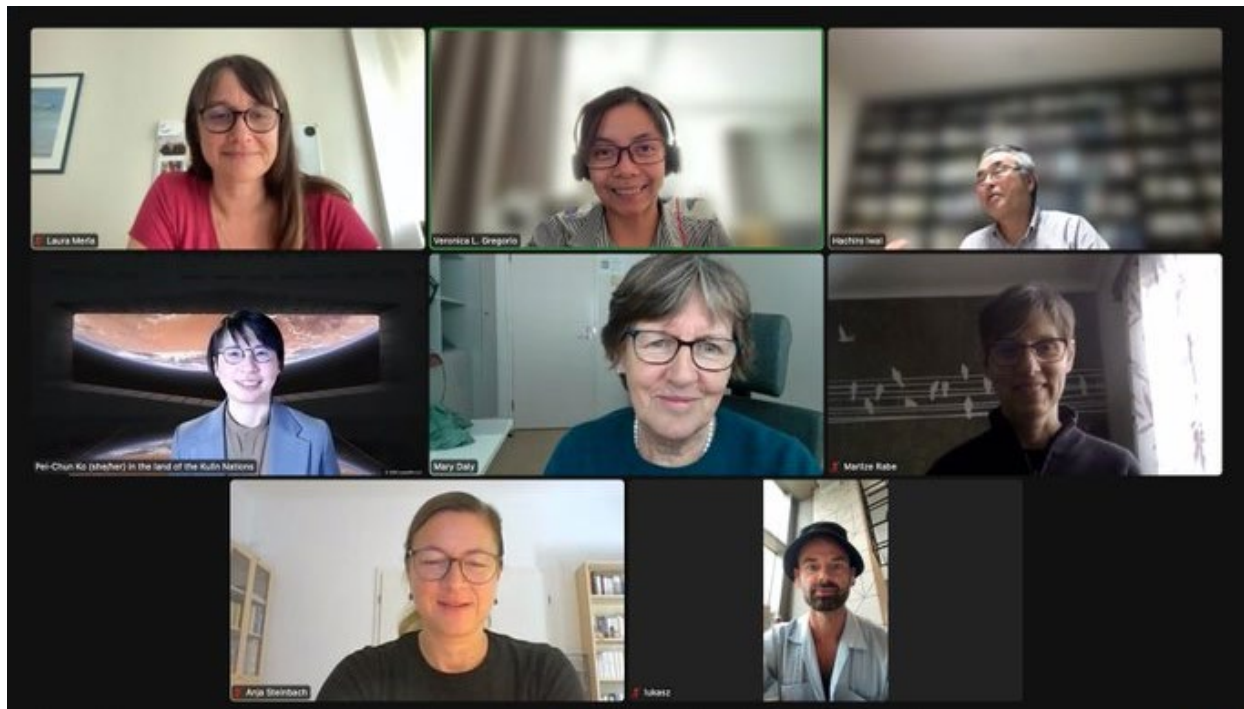 Laura Merla
Veronica L. Gregorio
Hachiro Iwai
Pei-Chun Ko (she/her) in the land of the Kulin Nations
Mary Daly
Marlize Rabe
Anja Steinbach
lukasz